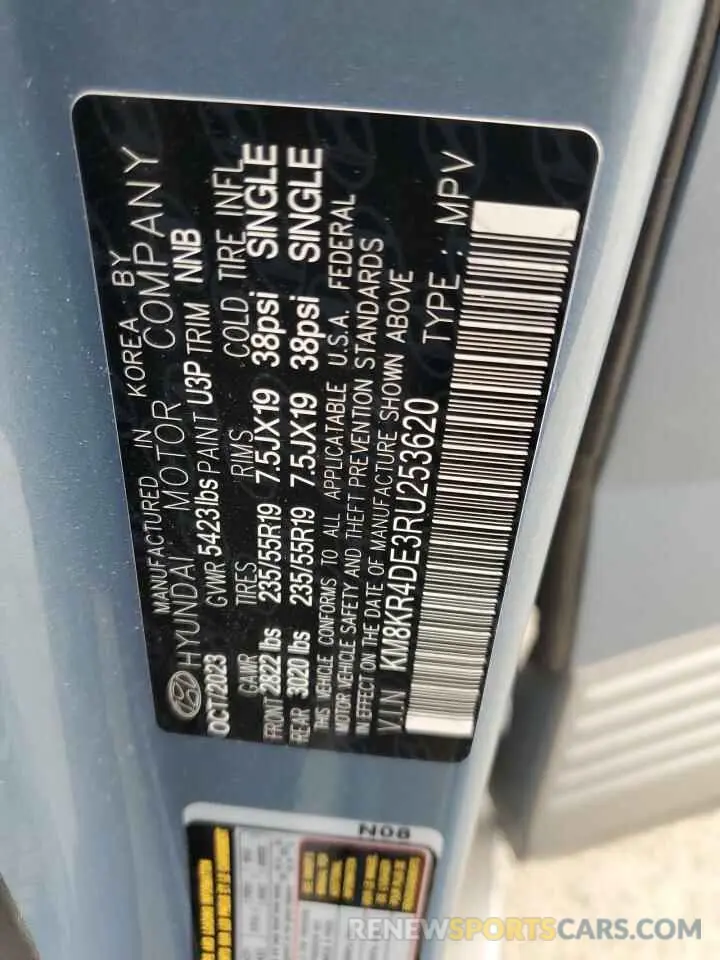 MANUFACTURED IN KOREA BY
HYUNDAI MOTOR COMPANY
OCT/2023 GVWR 5423lbs PAINT U3P TRIM NNB
GAWR TIRES RIMS COLD TIRE INFL
FRONT 2822 lbs 235/55R19 7.5JX19 38psi SINGLE
REAR 3020 lbs 235/55R19 7.5JX19 38psi SINGLE
THIS VEHICLE CONFORMS TO ALL APPLICATABLE U.S.A. FEDERAL
MOTOR VEHICLE SAFETY AND THEFT PREVENTION STANDARDS
IN EFFECT ON THE DATE OF MANUFACTURE SHOWN ABOVE
V.I.N KM8KR4DE3RU253620 TYPE : MPV
N08
RENEWSPORTSCARS.COM